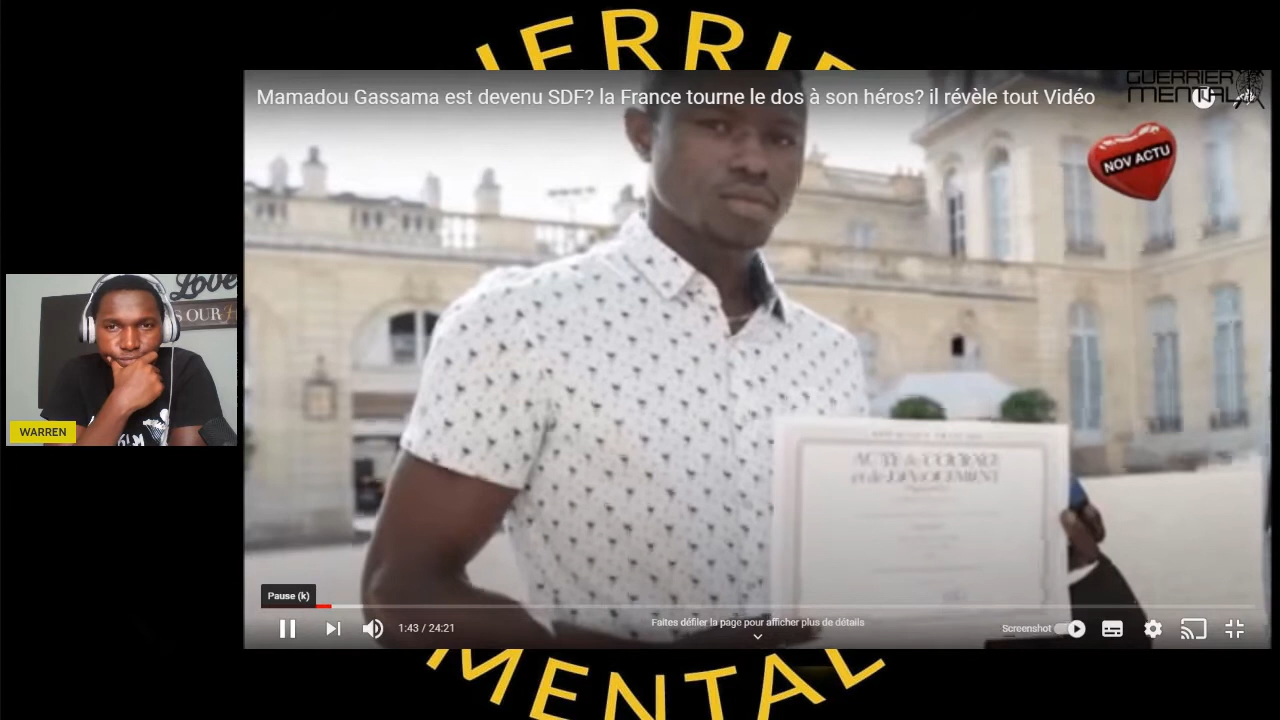 UERRIE
Mamadou Gassama est devenu SDF? la France tourne le dos à son héros? il révèle tout Vidéo
GUERRIER
MENTAL
NOV ACTU
Love
S OUR
WARREN
ACTE de COURAGE
et de DÉVOUEMENT
Pause (k)
1:43 / 24:21
Faites défiler la page pour afficher plus de détails
Screenshot
MENTAL